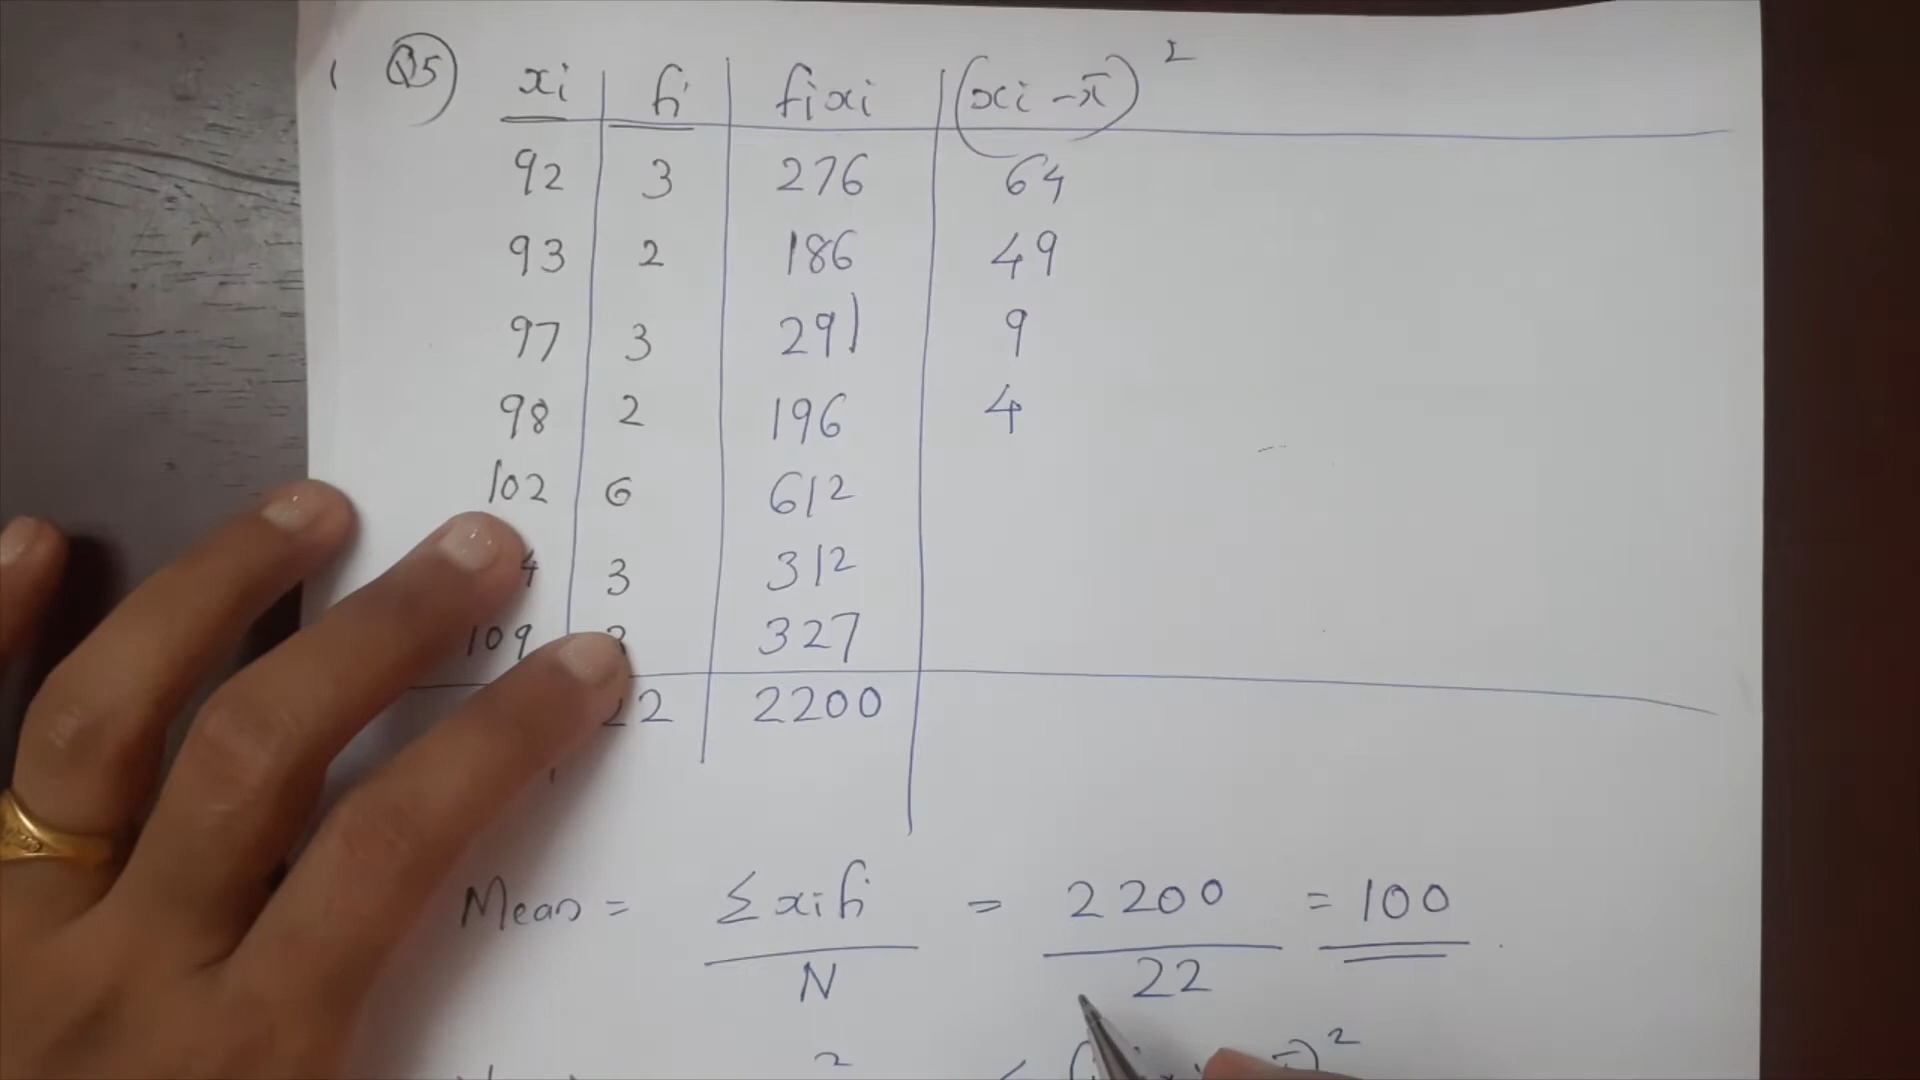 Q5 xi fi fixi (xi - x̄)²
92 3 276 64
93 2 186 49
97 3 291 9
98 2 196 4
102 6 612
4 3 312
109 327
22 2200
Mean = Σxifi / N = 2200 / 22 = 100